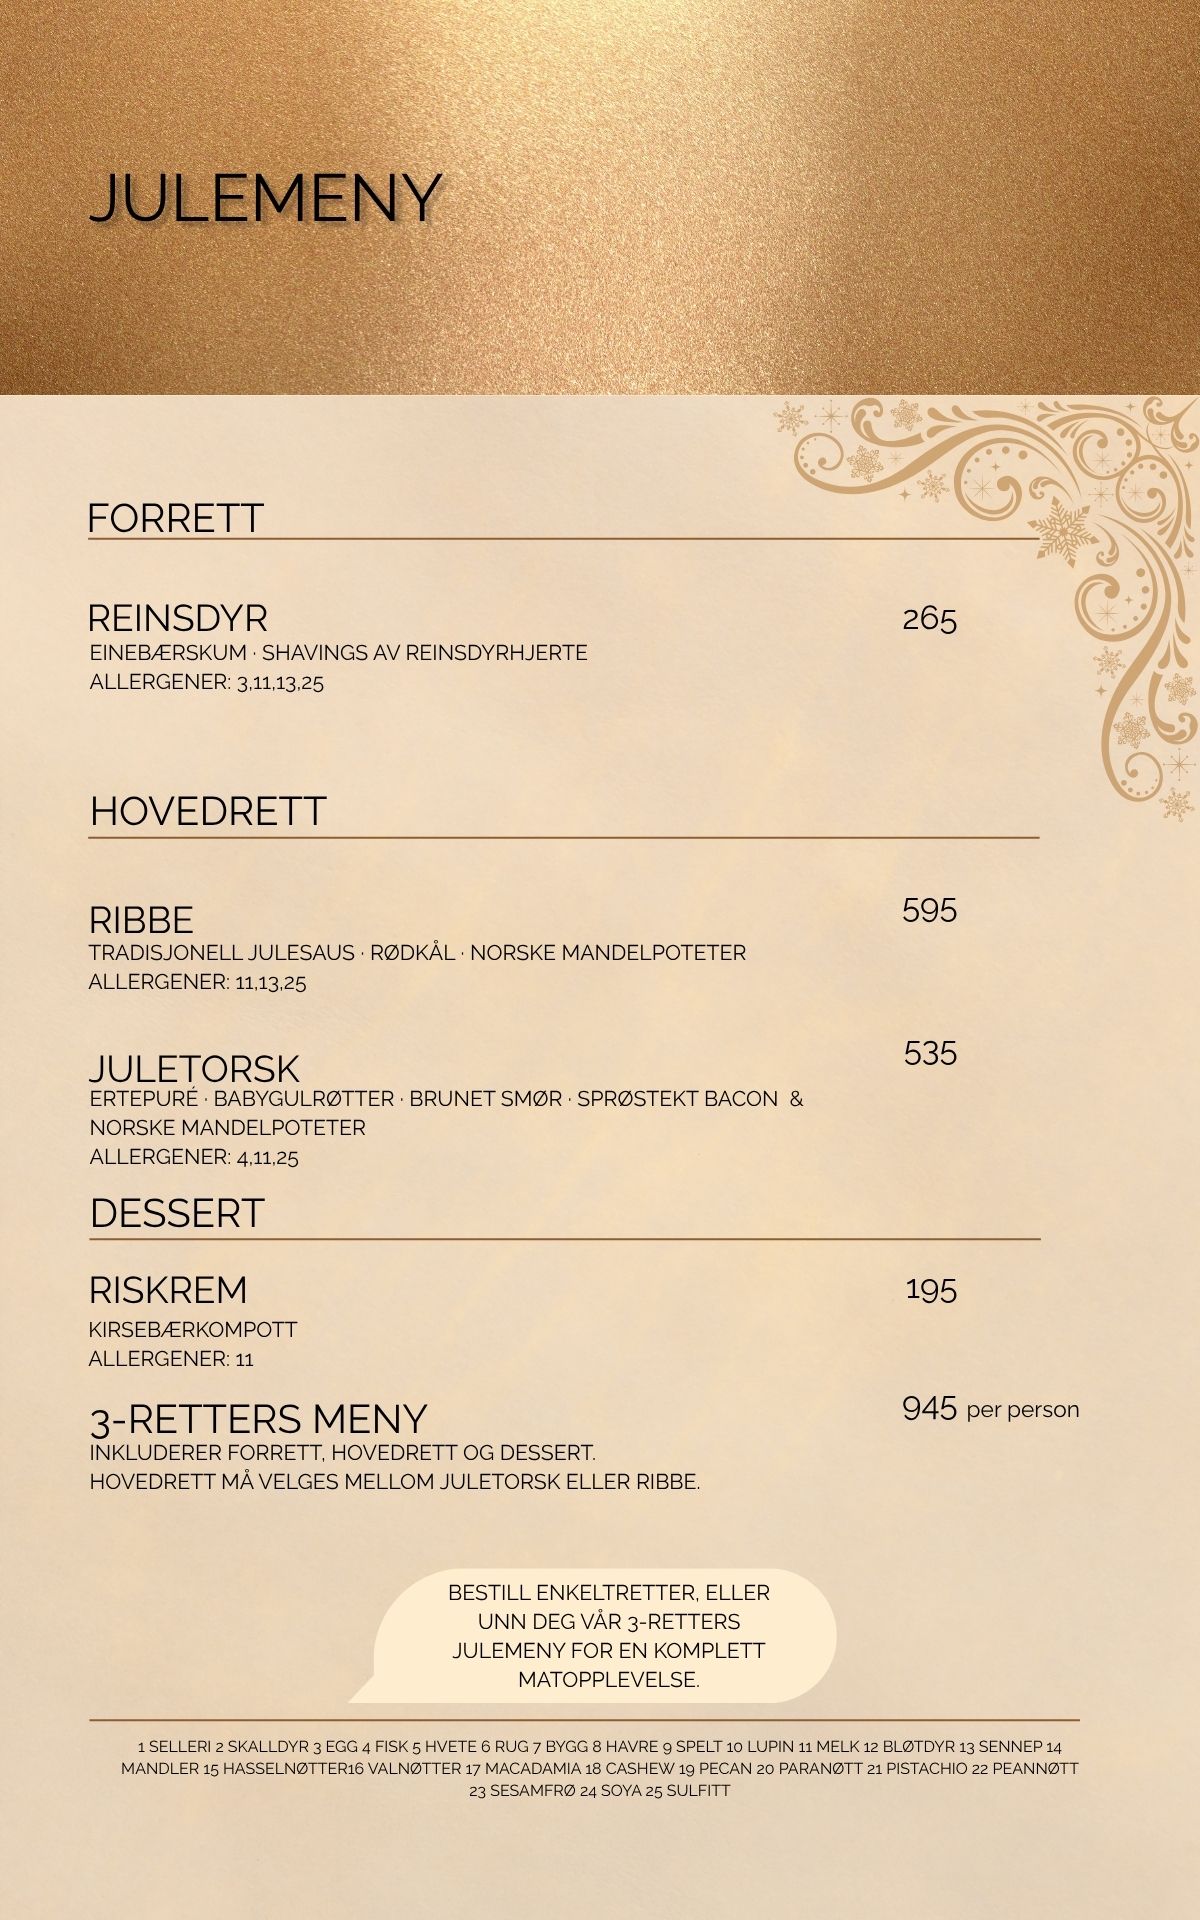 JULEMENY
FORRETT
REINSDYR 265
EINEBÆRSKUM · SHAVINGS AV REINSDYRHJERTE
ALLERGENER: 3,11,13,25
HOVEDRETT
RIBBE 595
TRADISJONELL JULESAUS · RØDKÅL · NORSKE MANDELPOTETER
ALLERGENER: 11,13,25
JULETORSK 535
ERTEPURÉ · BABYGULRØTTER · BRUNET SMØR · SPRØSTEKT BACON &
NORSKE MANDELPOTETER
ALLERGENER: 4,11,25
DESSERT
RISKREM 195
KIRSEBÆRKOMPOTT
ALLERGENER: 11
3-RETTERS MENY 945 per person
INKLUDERER FORRETT, HOVEDRETT OG DESSERT.
HOVEDRETT MÅ VELGES MELLOM JULETORSK ELLER RIBBE.
BESTILL ENKELTRETTER, ELLER
UNN DEG VÅR 3-RETTERS
JULEMENY FOR EN KOMPLETT
MATOPPLEVELSE.
1 SELLERI 2 SKALLDYR 3 EGG 4 FISK 5 HVETE 6 RUG 7 BYGG 8 HAVRE 9 SPELT 10 LUPIN 11 MELK 12 BLØTDYR 13 SENNEP 14
MANDLER 15 HASSELNØTTER16 VALNØTTER 17 MACADAMIA 18 CASHEW 19 PECAN 20 PARANØTT 21 PISTACHIO 22 PEANNØTT
23 SESAMFRØ 24 SOYA 25 SULFITT